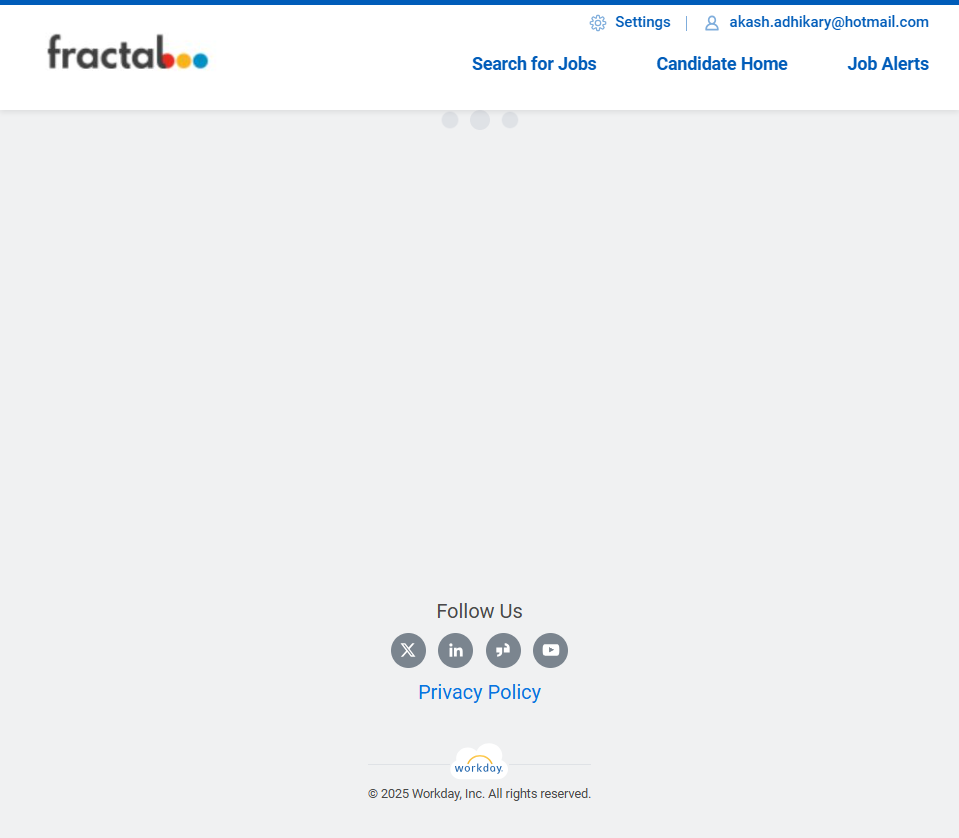 Settings
akash.adhikary@hotmail.com
fractal
Search for Jobs
Candidate Home
Job Alerts
Follow Us
Privacy Policy
workday.
© 2025 Workday, Inc. All rights reserved.